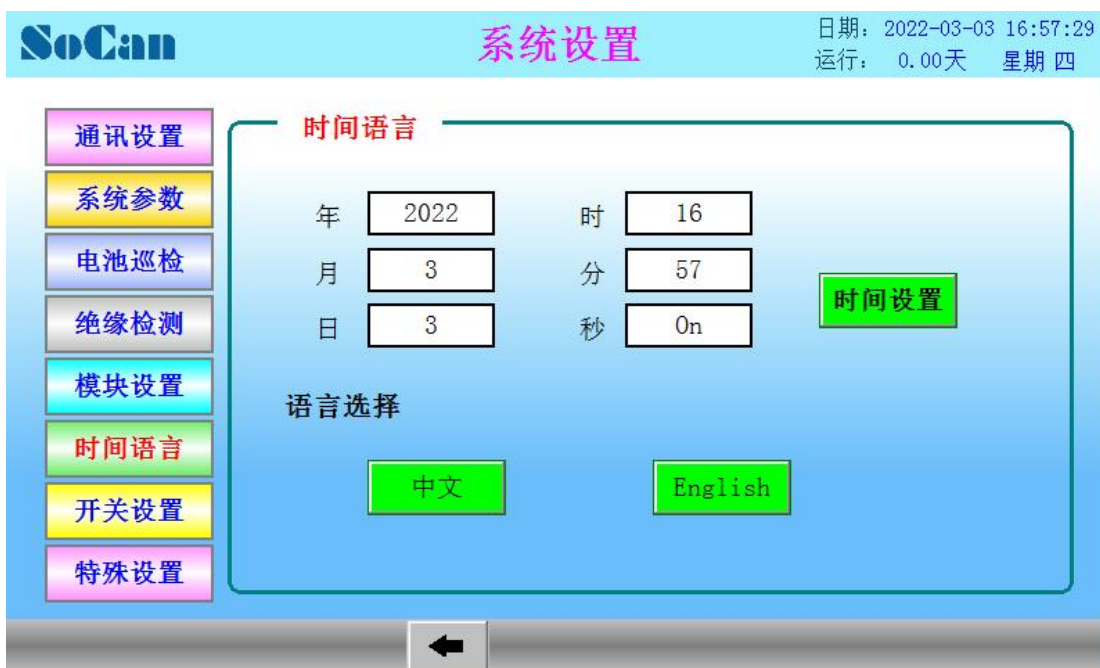 SoCan
系统设置
日期: 2022-03-03 16:57:29
运行: 0.00天 星期 四
通讯设置
系统参数
电池巡检
绝缘检测
模块设置
时间语言
开关设置
特殊设置
时间语言
年 2022 时 16
月 3 分 57
日 3 秒 0n
时间设置
语言选择
中文 English